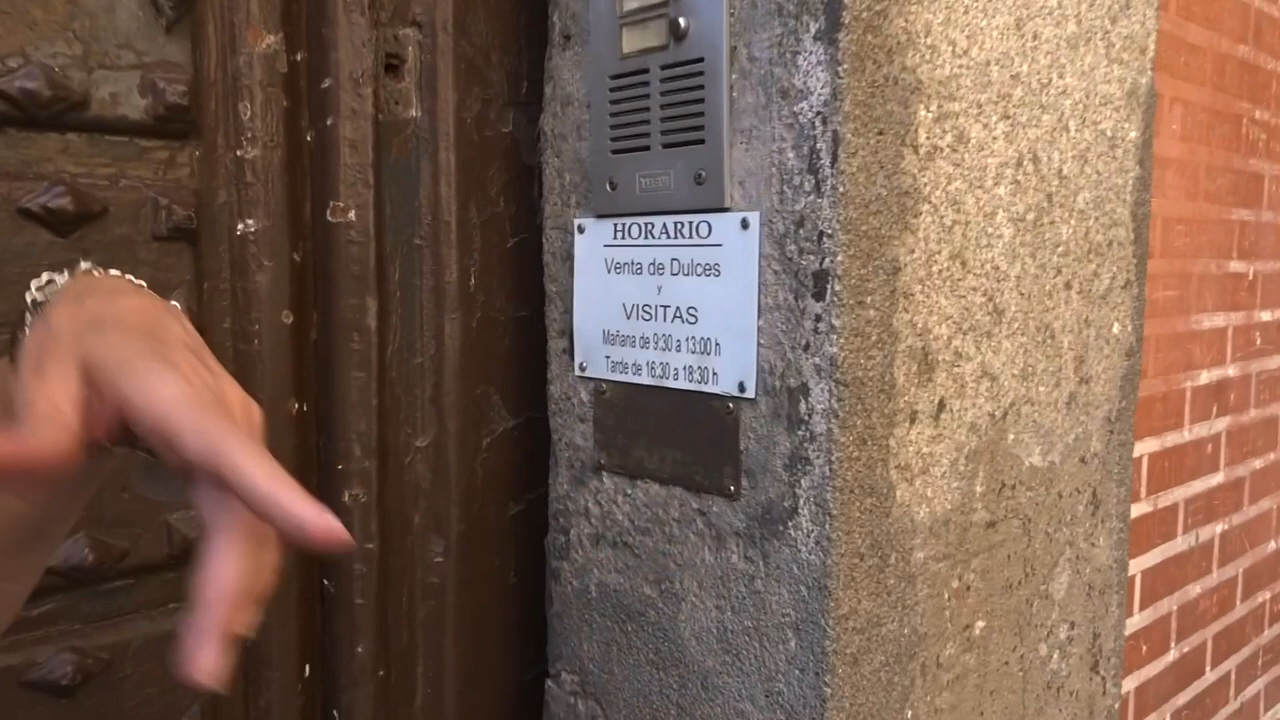 HORARIO
Venta de Dulces
y
VISITAS
Mañana de 9:30 a 13:00 h
Tarde de 16:30 a 18:30 h